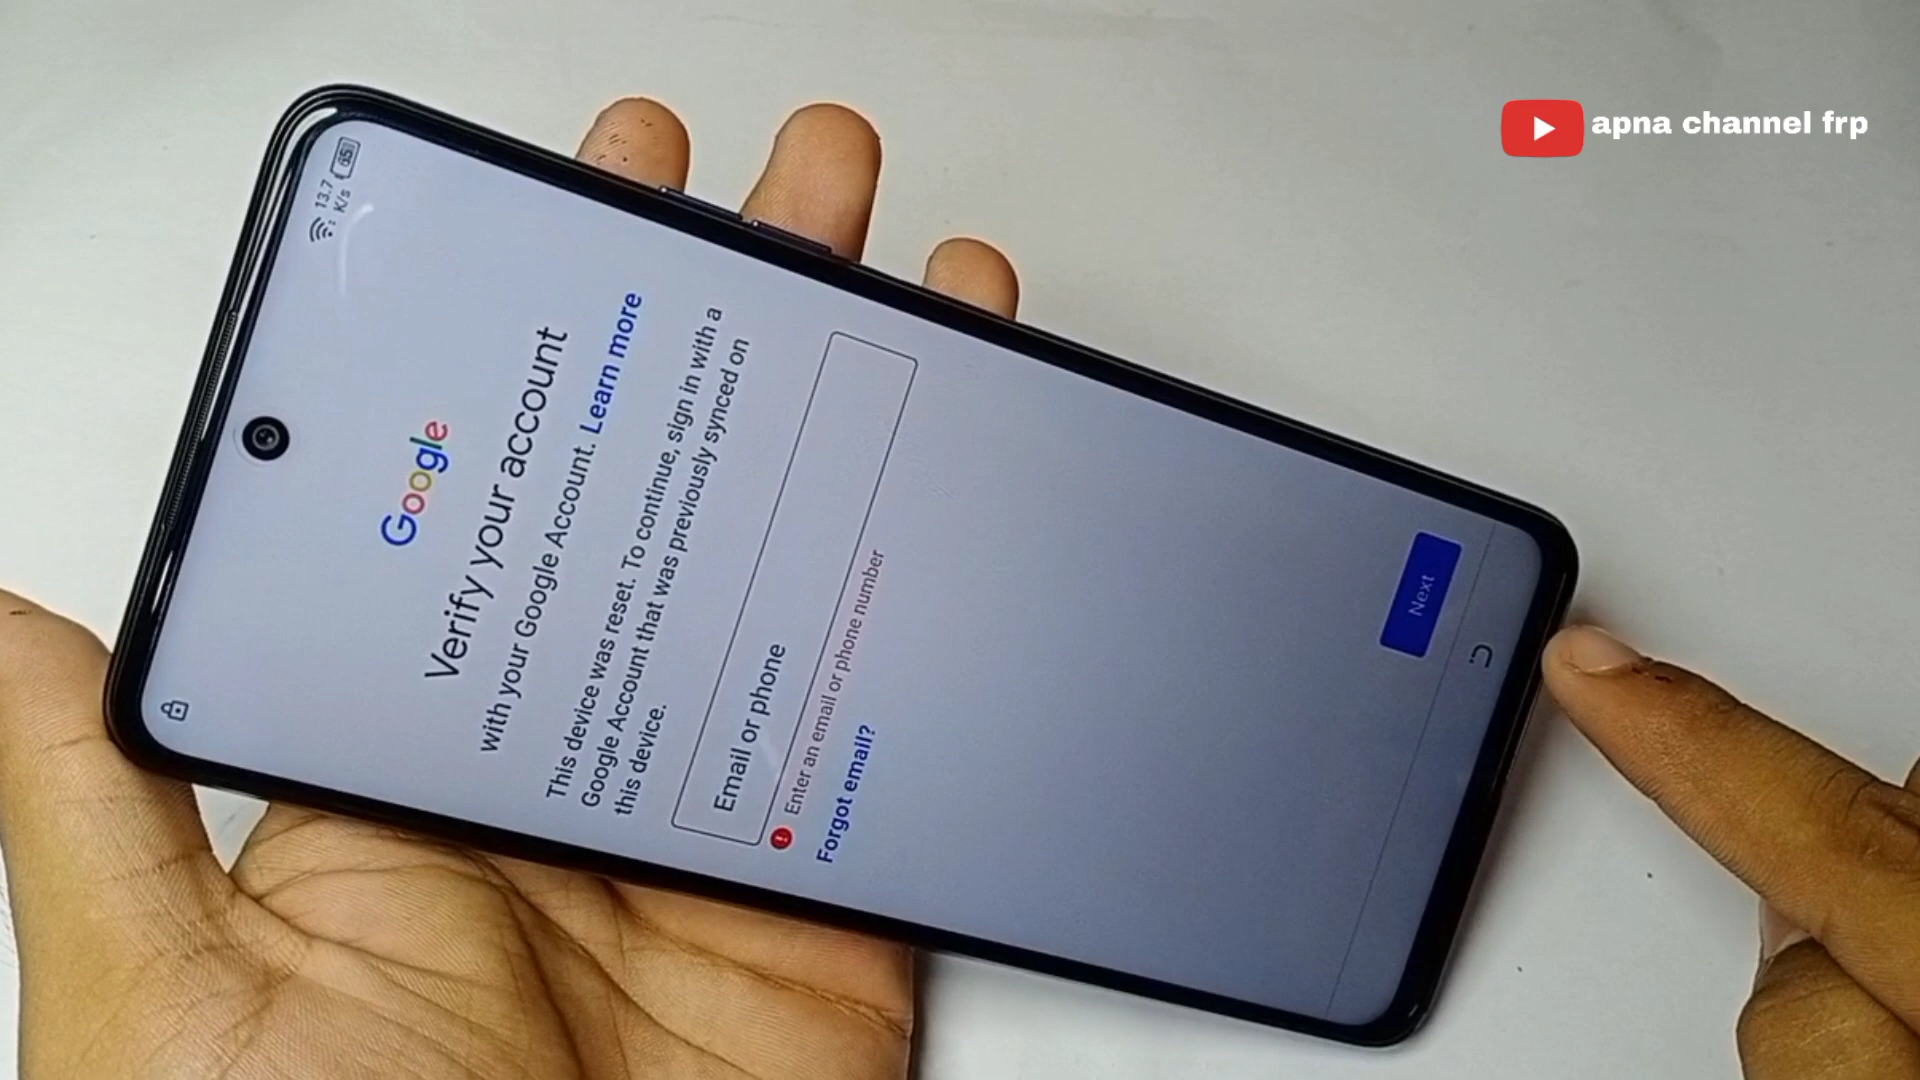 apna channel frp
13.7
K/s
65
Google
Verify your account
with your Google Account. Learn more
This device was reset. To continue, sign in with a
Google Account that was previously synced on
this device.
Email or phone
Enter an email or phone number
Forgot email?
Next